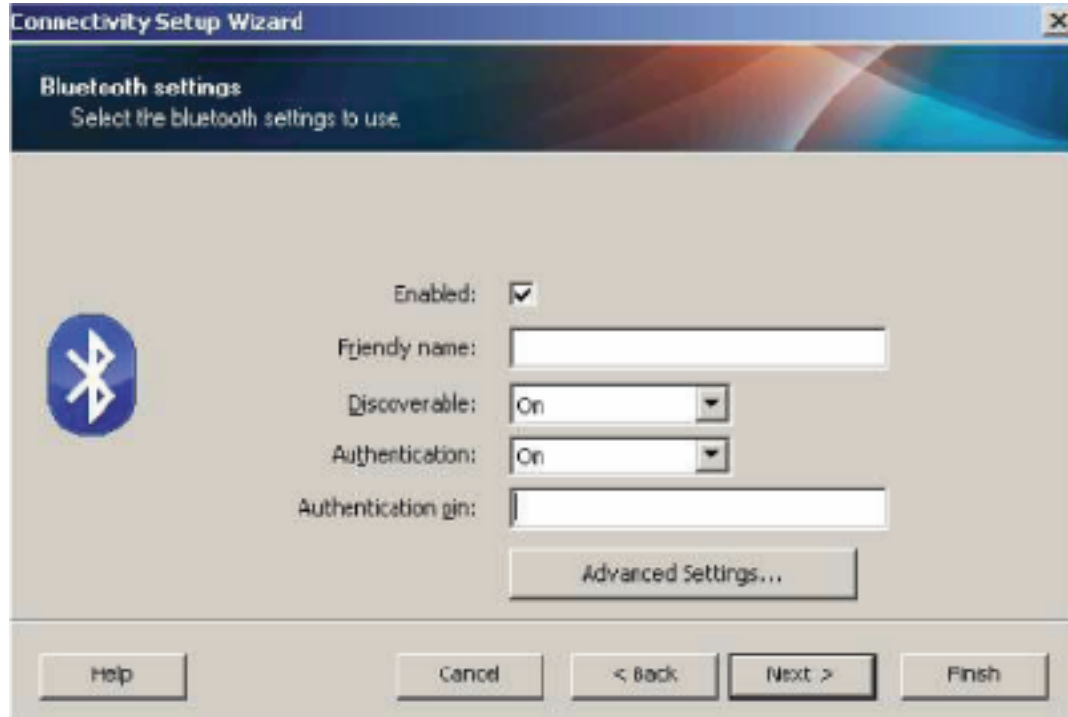 Connectivity Setup Wizard
Bluetooth settings
Select the bluetooth settings to use.
Enabled:
Friendly name:
Discoverable: On
Authentication: On
Authentication pin:
Advanced Settings...
Help Cancel < Back Next > Finish